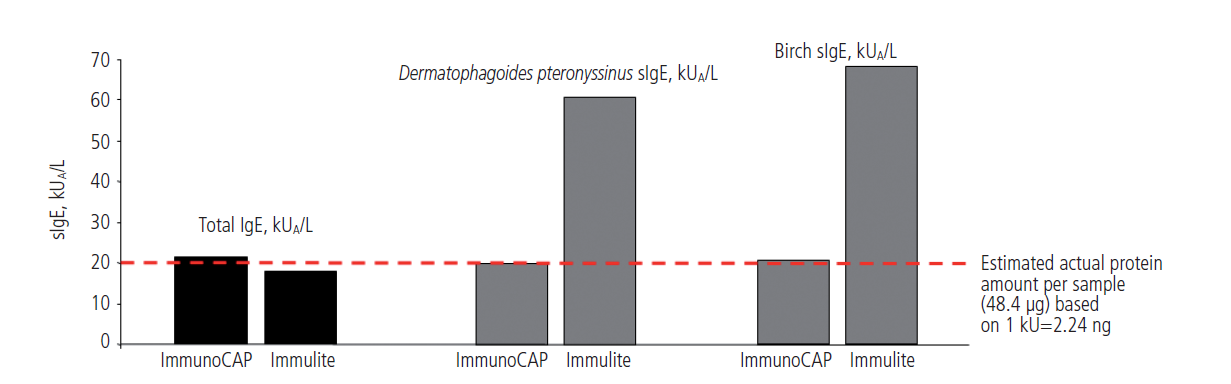 Birch sIgE, kUA/L
Dermatophagoides pteronyssinus sIgE, kUA/L
70
60
50
40
30
20
10
0
sIgE, kUA/L
Total IgE, kUA/L
Estimated actual protein
amount per sample
(48.4 µg) based
on 1 kU=2.24 ng
ImmunoCAP Immulite ImmunoCAP Immulite ImmunoCAP Immulite